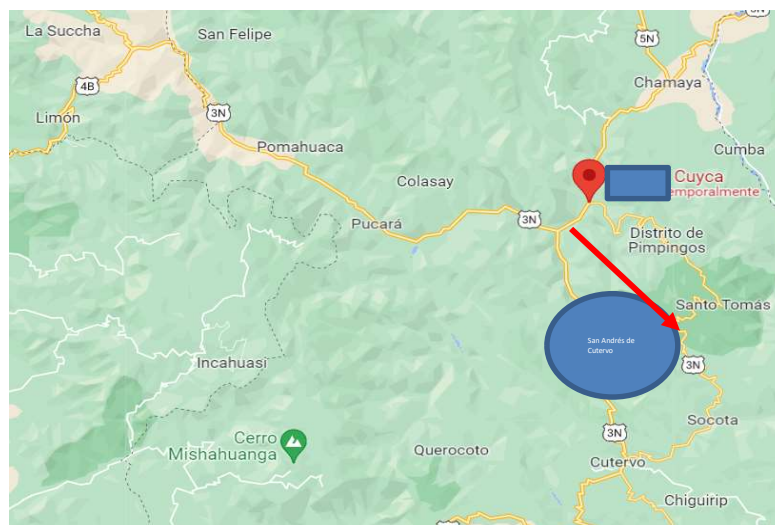 La Succha
San Felipe
5N
4B
Chamaya
Limón
3N
Pomahuaca
Cumba
Colasay
Cuyca
emporalmente
Pucará
3N
Distrito de
Pimpingos
Santo Tomás
San Andrés de
Cutervo
Incahuasi
3N
Socota
Cerro
Mishahuanga
3N
Querocoto
Cutervo
Chiguirip